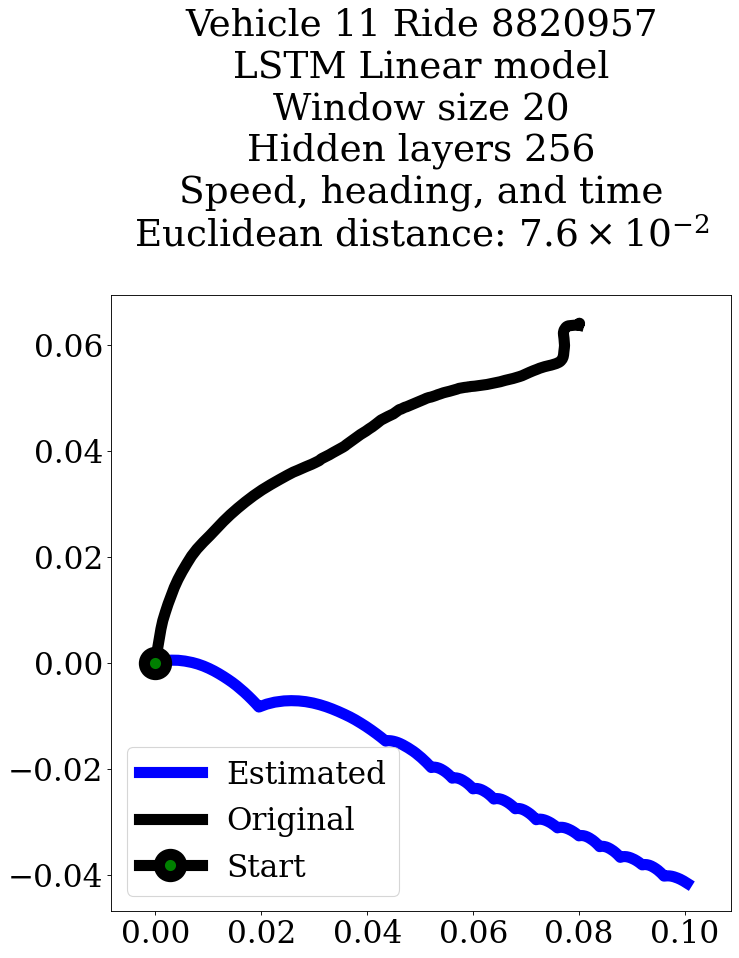 Vehicle 11 Ride 8820957
LSTM Linear model
Window size 20
Hidden layers 256
Speed, heading, and time
Euclidean distance: 7.6 × 10⁻²
0.06
0.04
0.02
0.00
−0.02
−0.04
Estimated
Original
Start
0.00 0.02 0.04 0.06 0.08 0.10